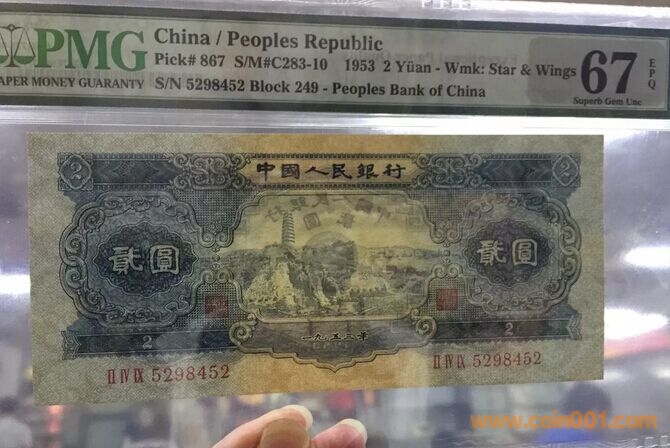 PMG
PAPER MONEY GUARANTY
China / Peoples Republic
Pick# 867 S/M#C283-10 1953 2 Yüan - Wmk: Star & Wings
S/N 5298452 Block 249 - Peoples Bank of China
67
EPQ
Superb Gem Unc
2
中國人民銀行
2
貳圓
貳圓
一九五三年
2
2
II IV IX 5298452
II IV IX 5298452
www.coin001.com